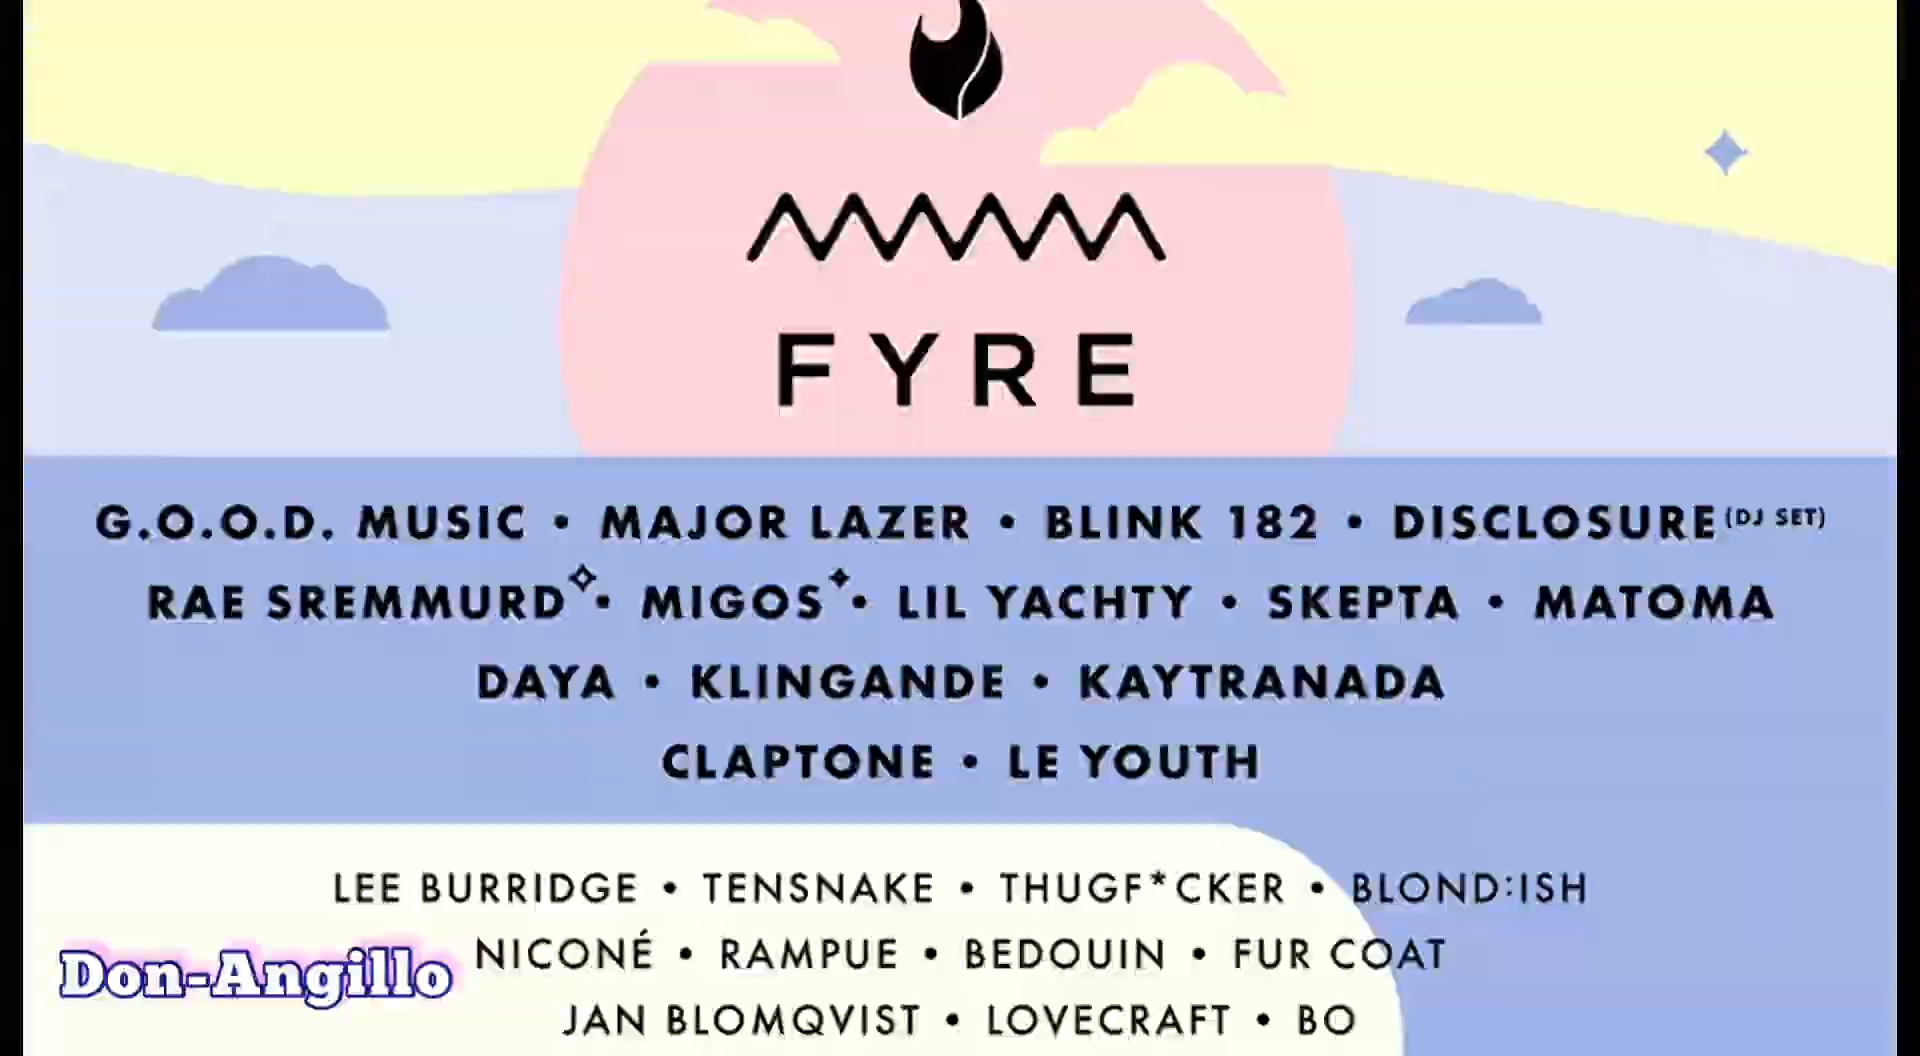 FYRE
G.O.O.D. MUSIC • MAJOR LAZER • BLINK 182 • DISCLOSURE (DJ SET)
RAE SREMMURD • MIGOS • LIL YACHTY • SKEPTA • MATOMA
DAYA • KLINGANDE • KAYTRANADA
CLAPTONE • LE YOUTH
LEE BURRIDGE • TENSNAKE • THUGF*CKER • BLOND:ISH
NICONÉ • RAMPUE • BEDOUIN • FUR COAT
JAN BLOMQVIST • LOVECRAFT • BO
Don-Angillo